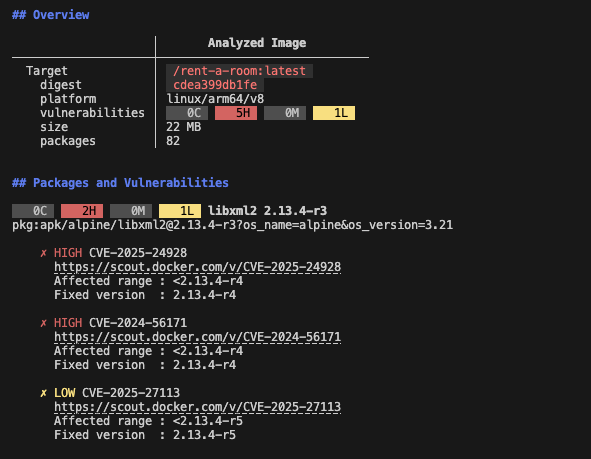 ## Overview
Analyzed Image
Target /rent-a-room:latest
digest cdea399db1fe
platform linux/arm64/v8
vulnerabilities 0C 5H 0M 1L
size 22 MB
packages 82
## Packages and Vulnerabilities
0C 2H 0M 1L libxml2 2.13.4-r3
pkg:apk/alpine/libxml2@2.13.4-r3?os_name=alpine&os_version=3.21
✗ HIGH CVE-2025-24928
https://scout.docker.com/v/CVE-2025-24928
Affected range : <2.13.4-r4
Fixed version : 2.13.4-r4
✗ HIGH CVE-2024-56171
https://scout.docker.com/v/CVE-2024-56171
Affected range : <2.13.4-r4
Fixed version : 2.13.4-r4
✗ LOW CVE-2025-27113
https://scout.docker.com/v/CVE-2025-27113
Affected range : <2.13.4-r5
Fixed version : 2.13.4-r5